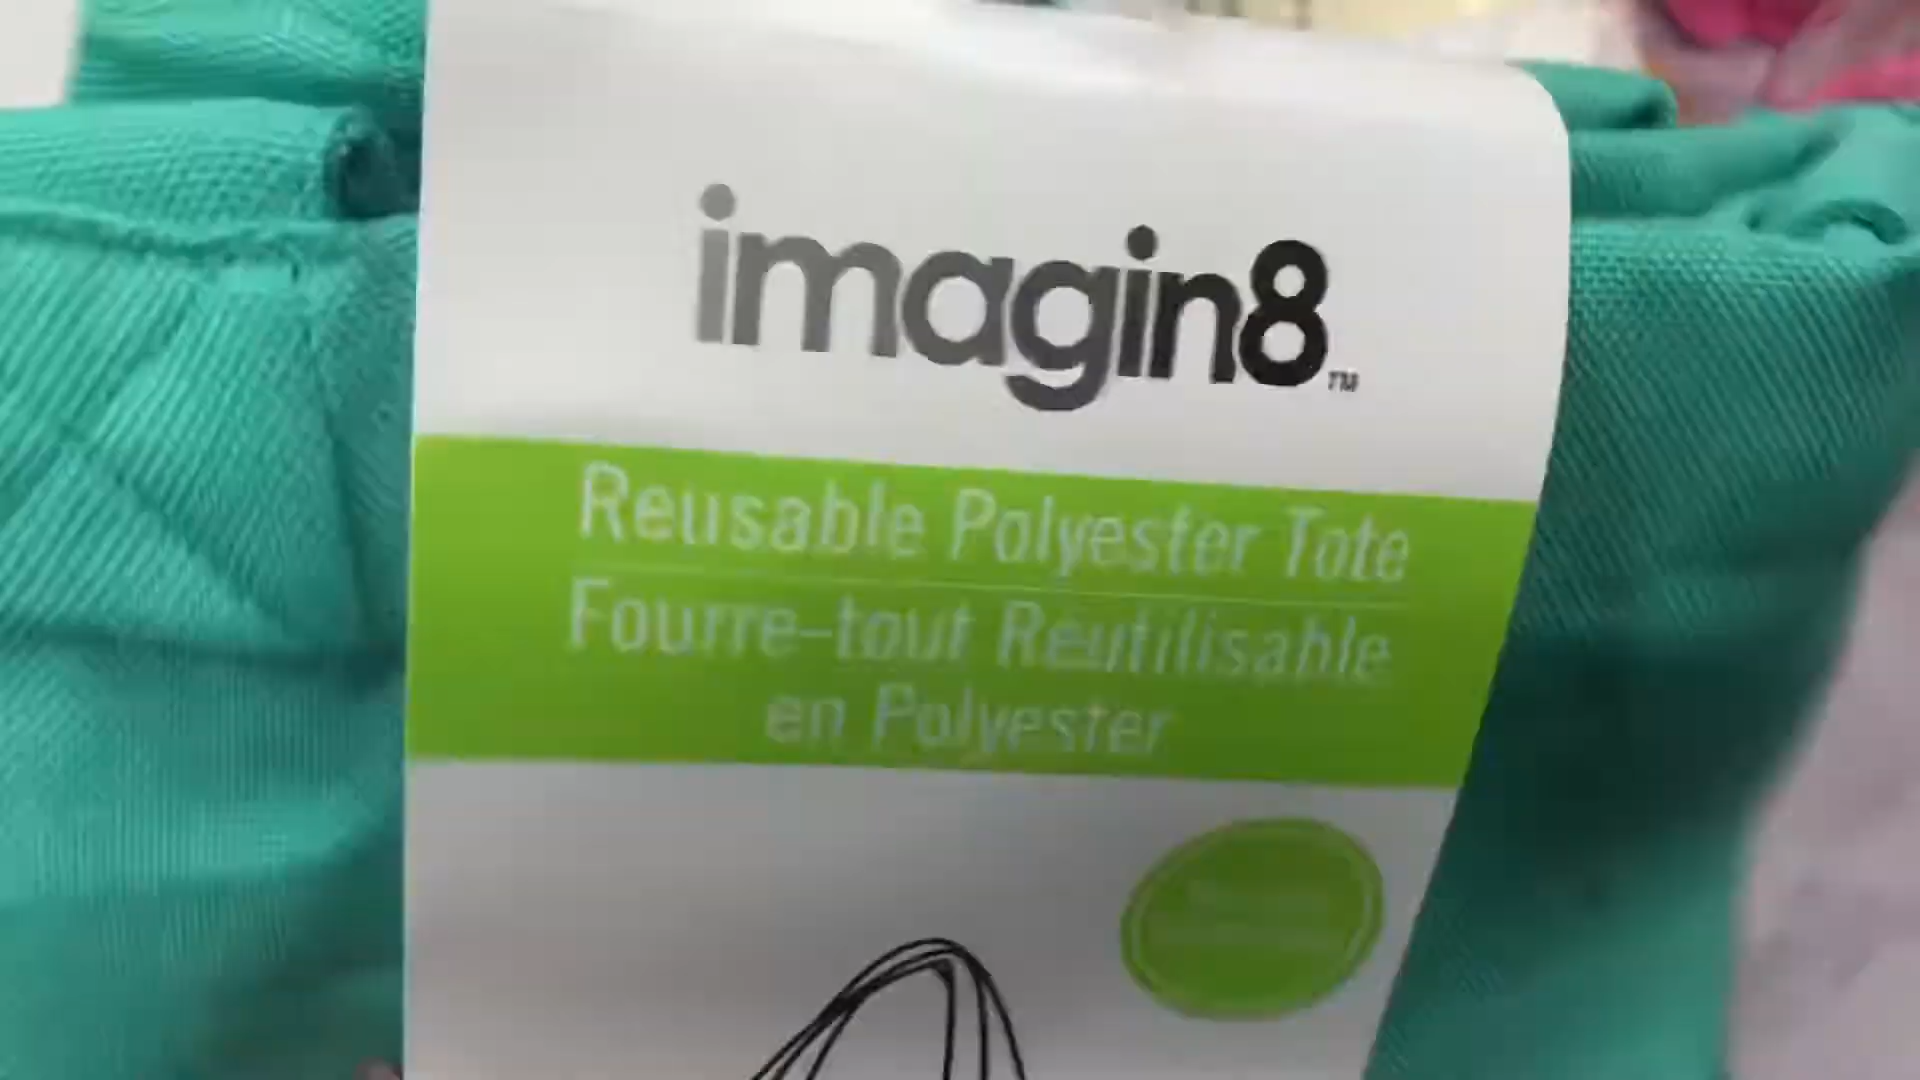 imagin8™
Reusable Polyester Tote
Fourre-tout Réutilisable
en Polyester